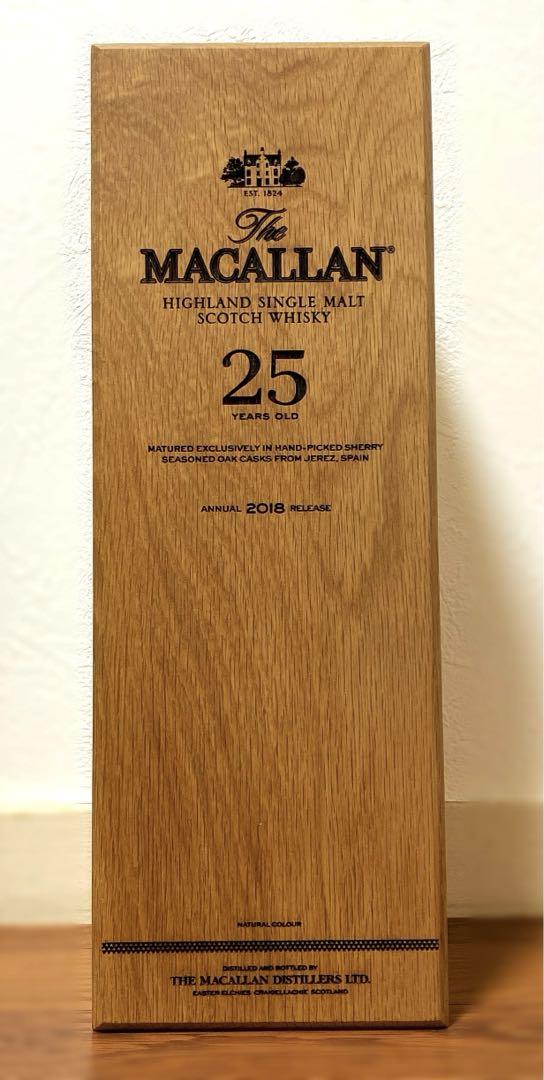 EST. 1824
The
MACALLAN®
HIGHLAND SINGLE MALT
SCOTCH WHISKY
25
YEARS OLD
MATURED EXCLUSIVELY IN HAND-PICKED SHERRY
SEASONED OAK CASKS FROM JEREZ, SPAIN
ANNUAL 2018 RELEASE
NATURAL COLOUR
DISTILLED AND BOTTLED BY
THE MACALLAN DISTILLERS LTD.
EASTER ELCHIES CRAIGELLACHIE SCOTLAND